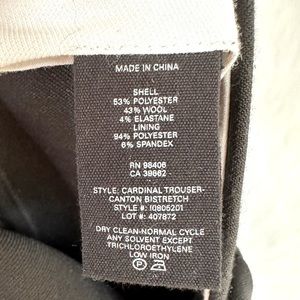 MADE IN CHINA
SHELL
53% POLYESTER
43% WOOL
4% ELASTANE
LINING
94% POLYESTER
6% SPANDEX
RN 98406
CA 39662
STYLE: CARDINAL TROUSER-
CANTON BISTRETCH
STYLE #: I0805201
LOT #: 407872
DRY CLEAN-NORMAL CYCLE
ANY SOLVENT EXCEPT
TRICHLOROETHYLENE
LOW IRON
P